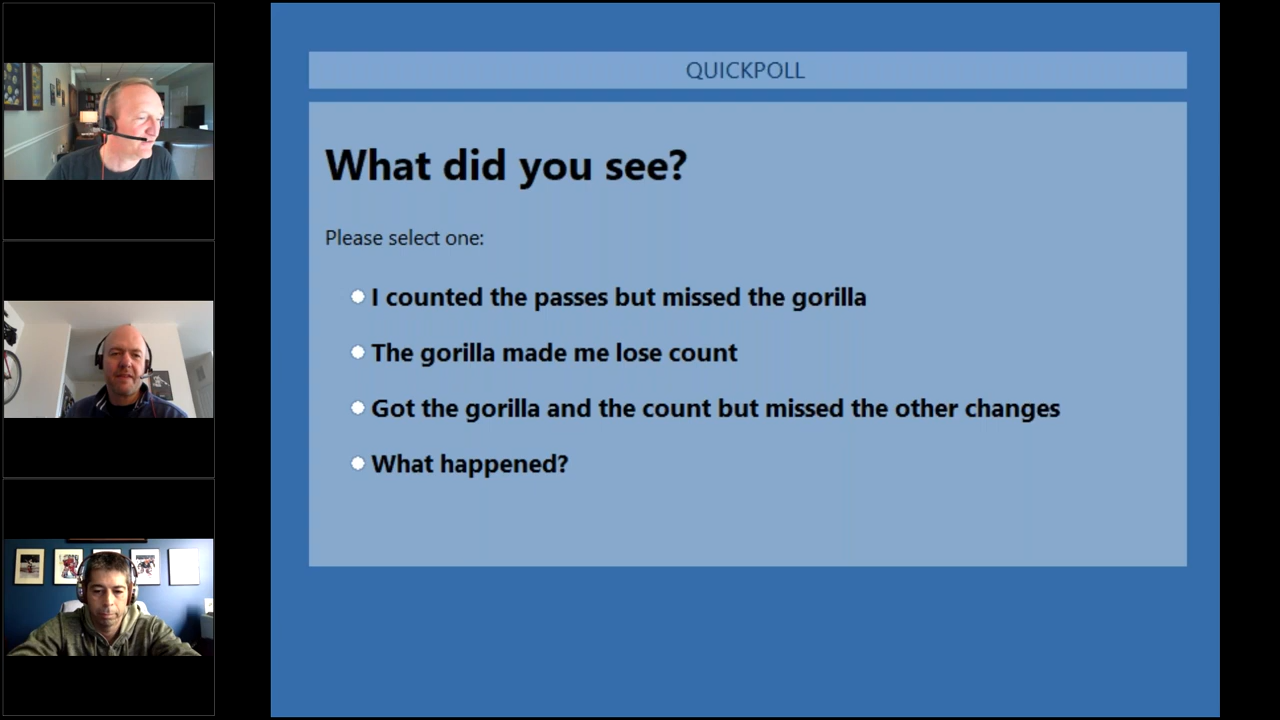 QUICKPOLL
What did you see?
Please select one:
I counted the passes but missed the gorilla
The gorilla made me lose count
Got the gorilla and the count but missed the other changes
What happened?